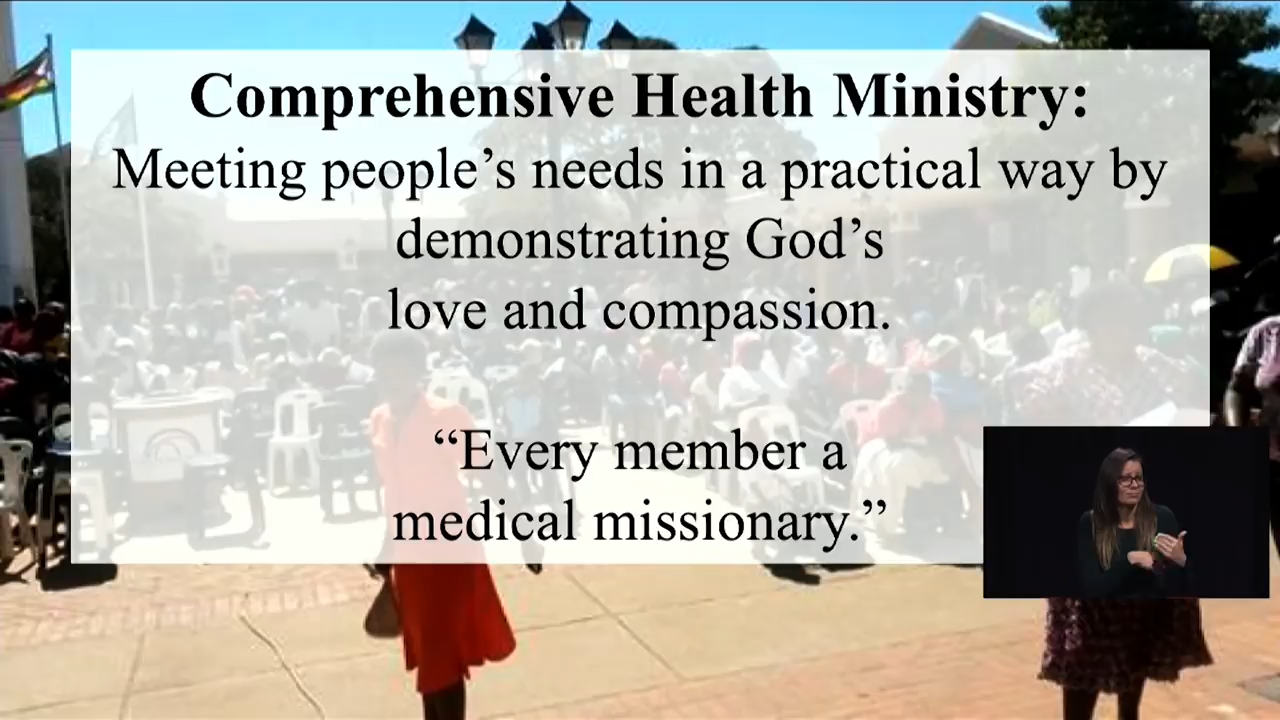 Comprehensive Health Ministry:
Meeting people’s needs in a practical way by
demonstrating God’s
love and compassion.
“Every member a
medical missionary.”